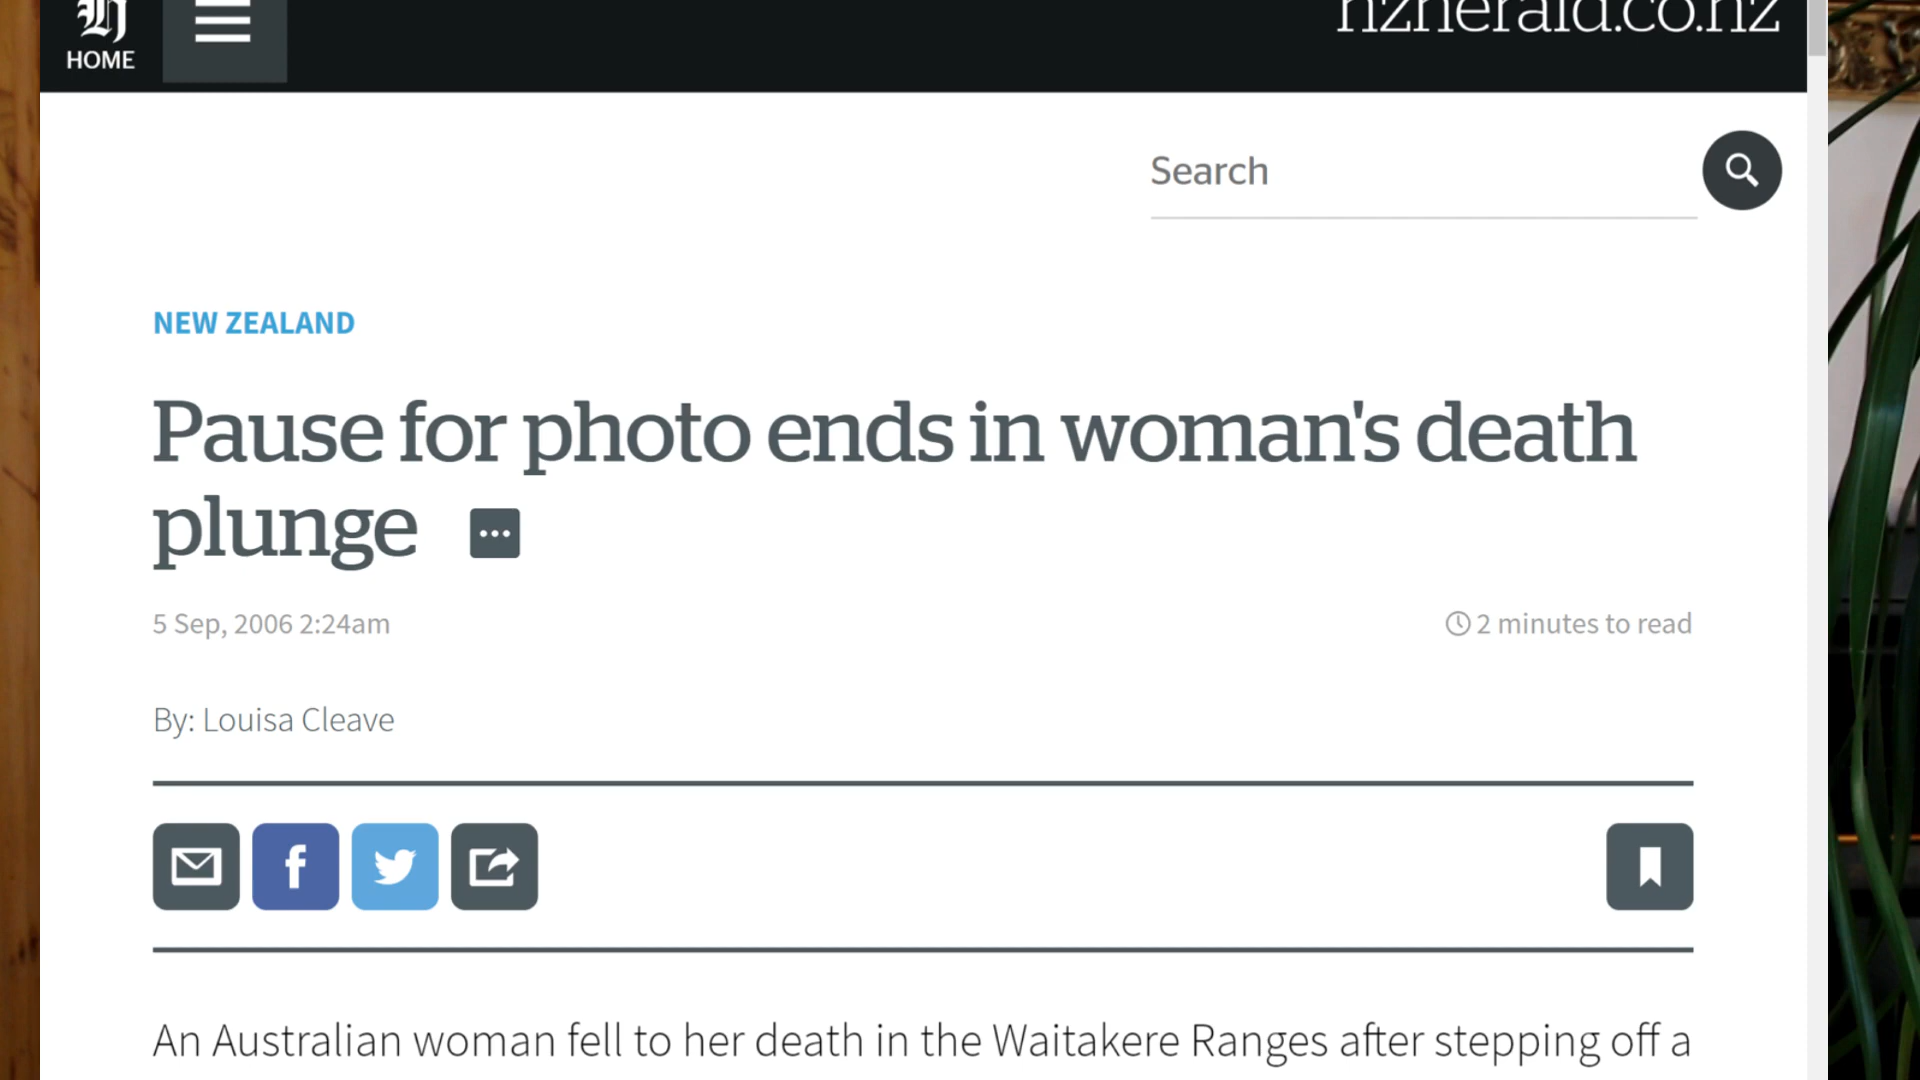 nzherald.co.nz
HOME
Search
NEW ZEALAND
Pause for photo ends in woman's death
plunge
5 Sep, 2006 2:24am
2 minutes to read
By: Louisa Cleave
An Australian woman fell to her death in the Waitakere Ranges after stepping off a